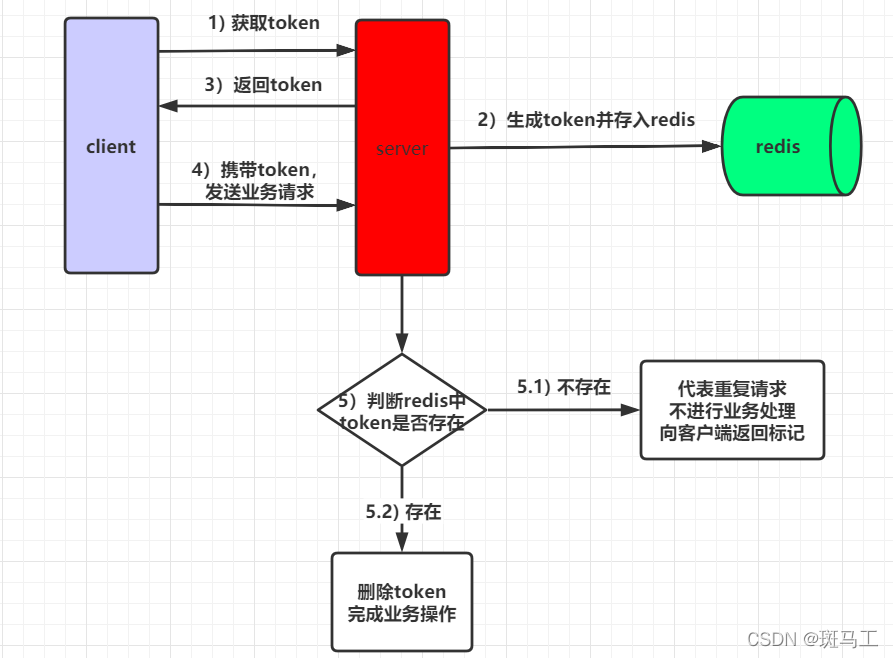 1) 获取token
3）返回token
client
server
2）生成token并存入redis
redis
4）携带token，
发送业务请求
5）判断redis中
token是否存在
5.1) 不存在
代表重复请求
不进行业务处理
向客户端返回标记
5.2) 存在
删除token
完成业务操作
CSDN @斑马工